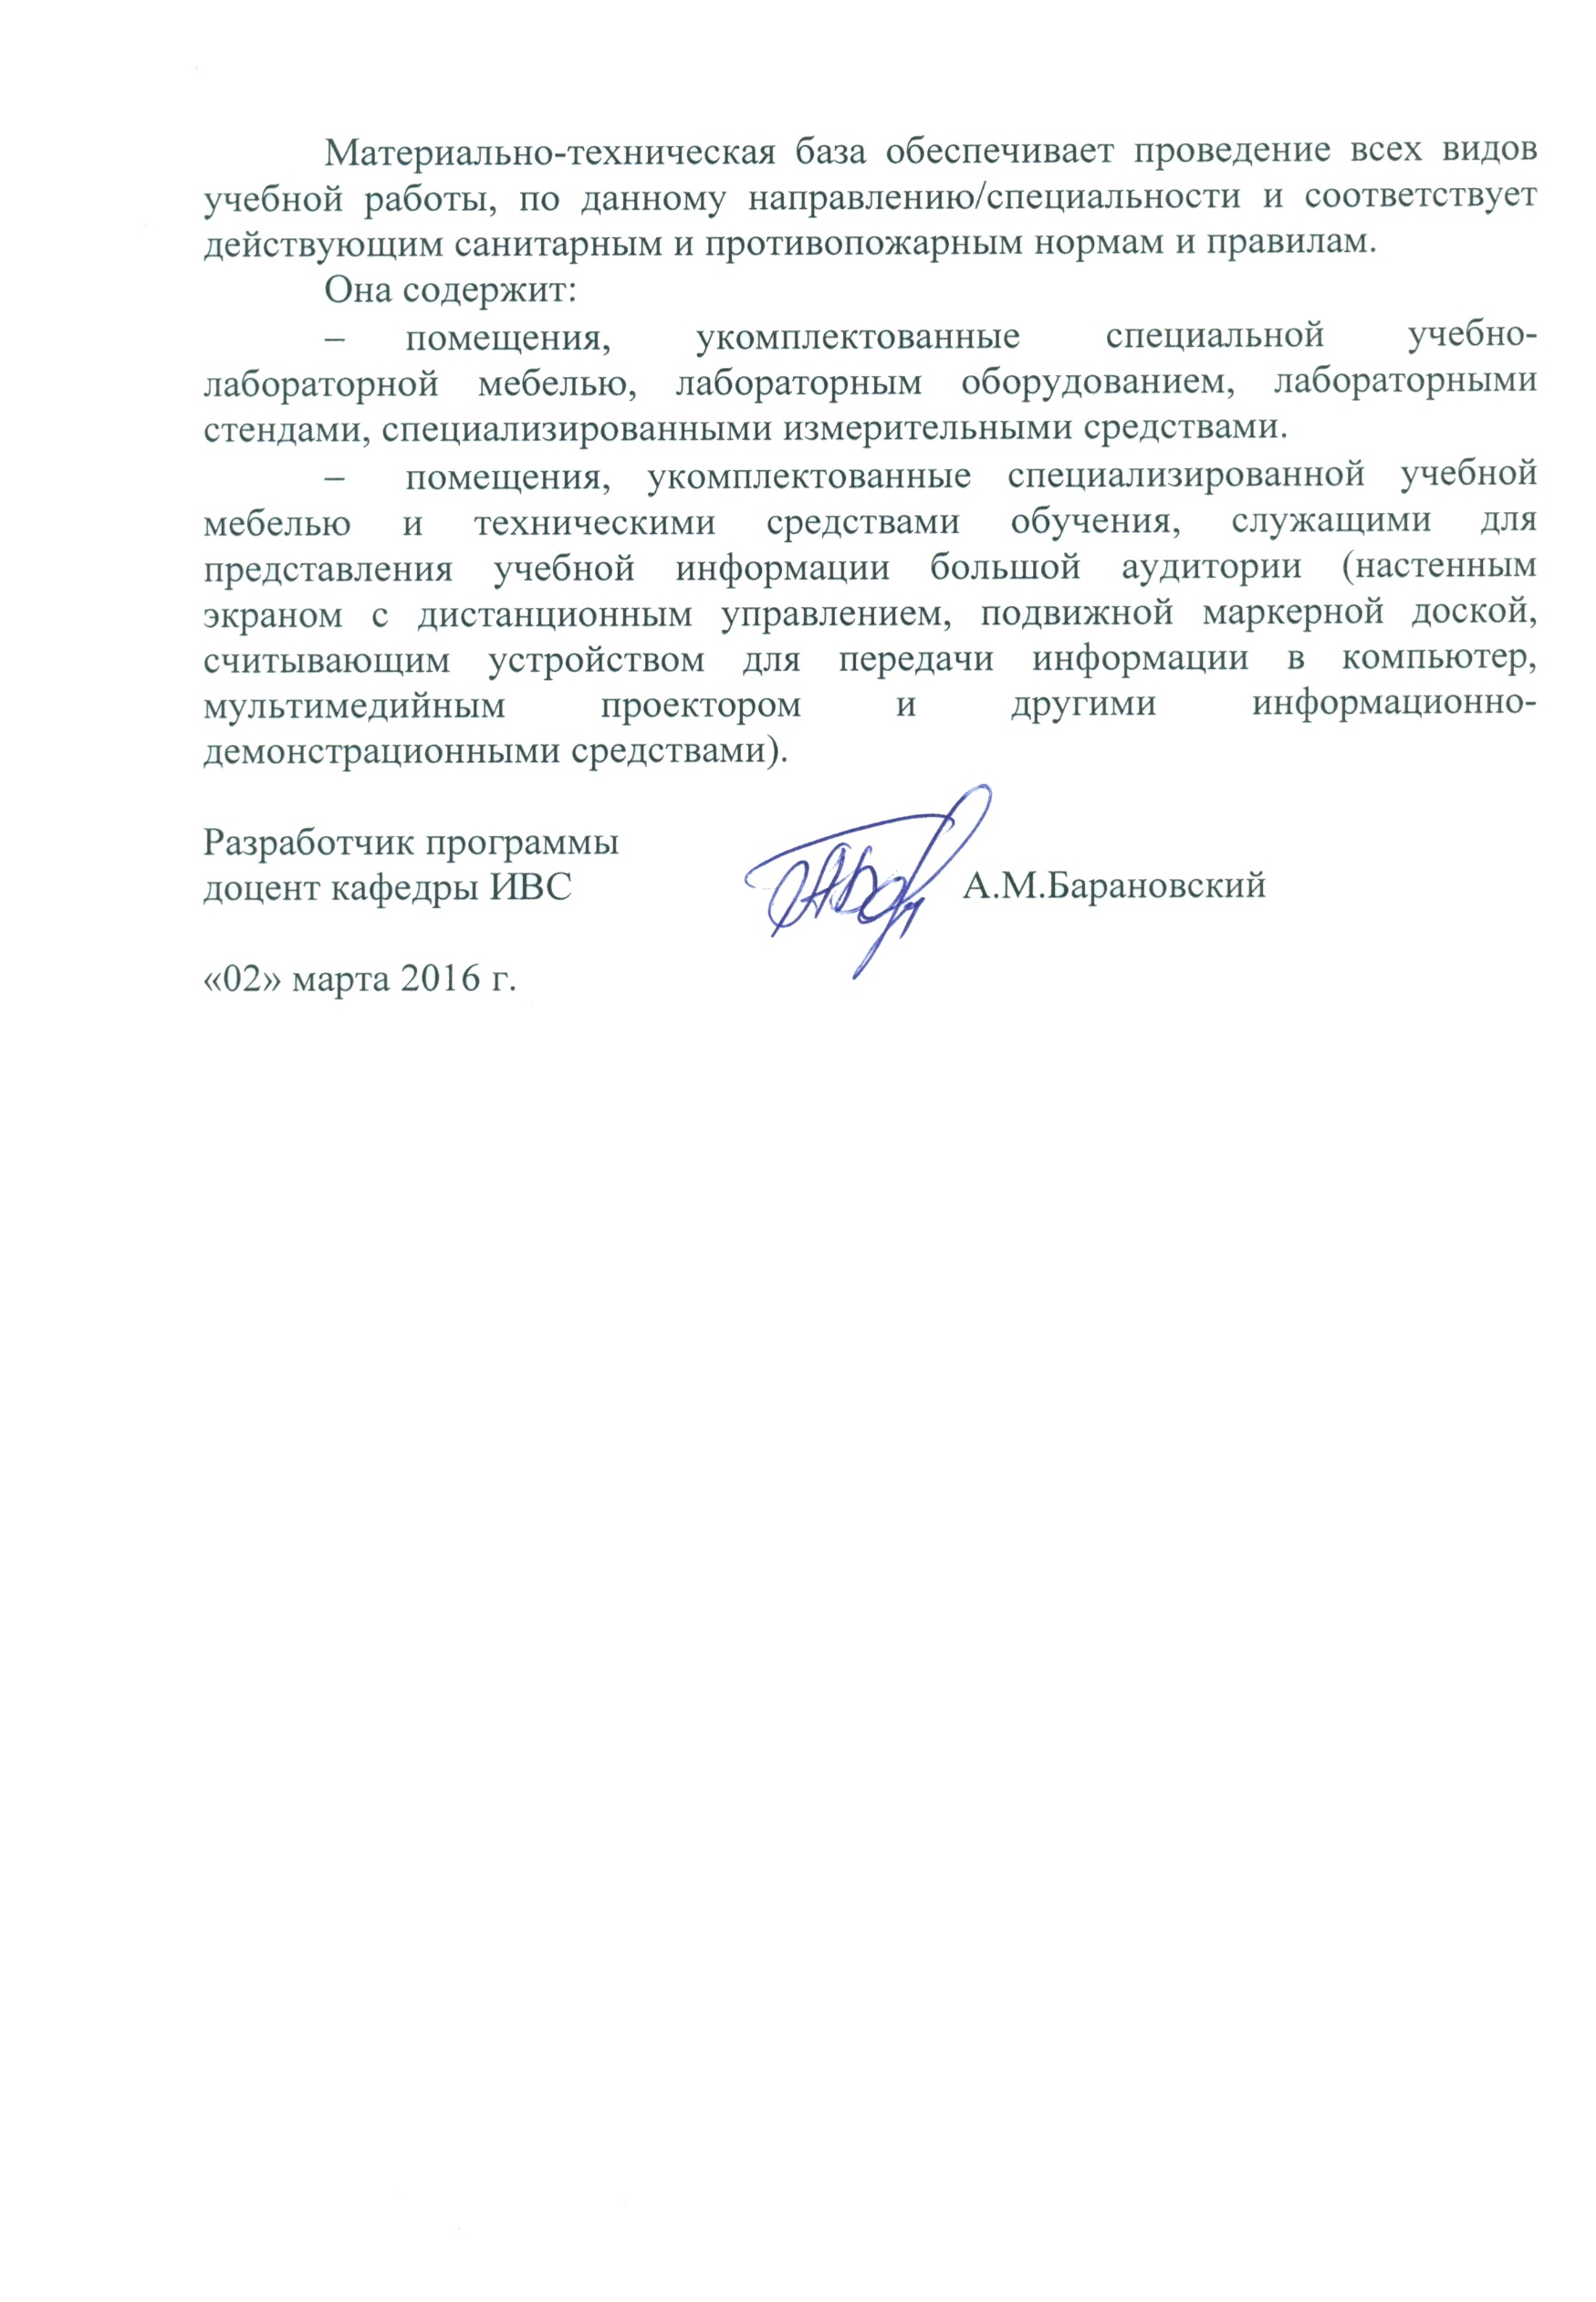 Материально-техническая база обеспечивает проведение всех видов
учебной работы, по данному направлению/специальности и соответствует
действующим санитарным и противопожарным нормам и правилам.
Она содержит:
– помещения, укомплектованные специальной учебно-
лабораторной мебелью, лабораторным оборудованием, лабораторными
стендами, специализированными измерительными средствами.
– помещения, укомплектованные специализированной учебной
мебелью и техническими средствами обучения, служащими для
представления учебной информации большой аудитории (настенным
экраном с дистанционным управлением, подвижной маркерной доской,
считывающим устройством для передачи информации в компьютер,
мультимедийным проектором и другими информационно-
демонстрационными средствами).
Разработчик программы
доцент кафедры ИВС А.М.Барановский
«02» марта 2016 г.